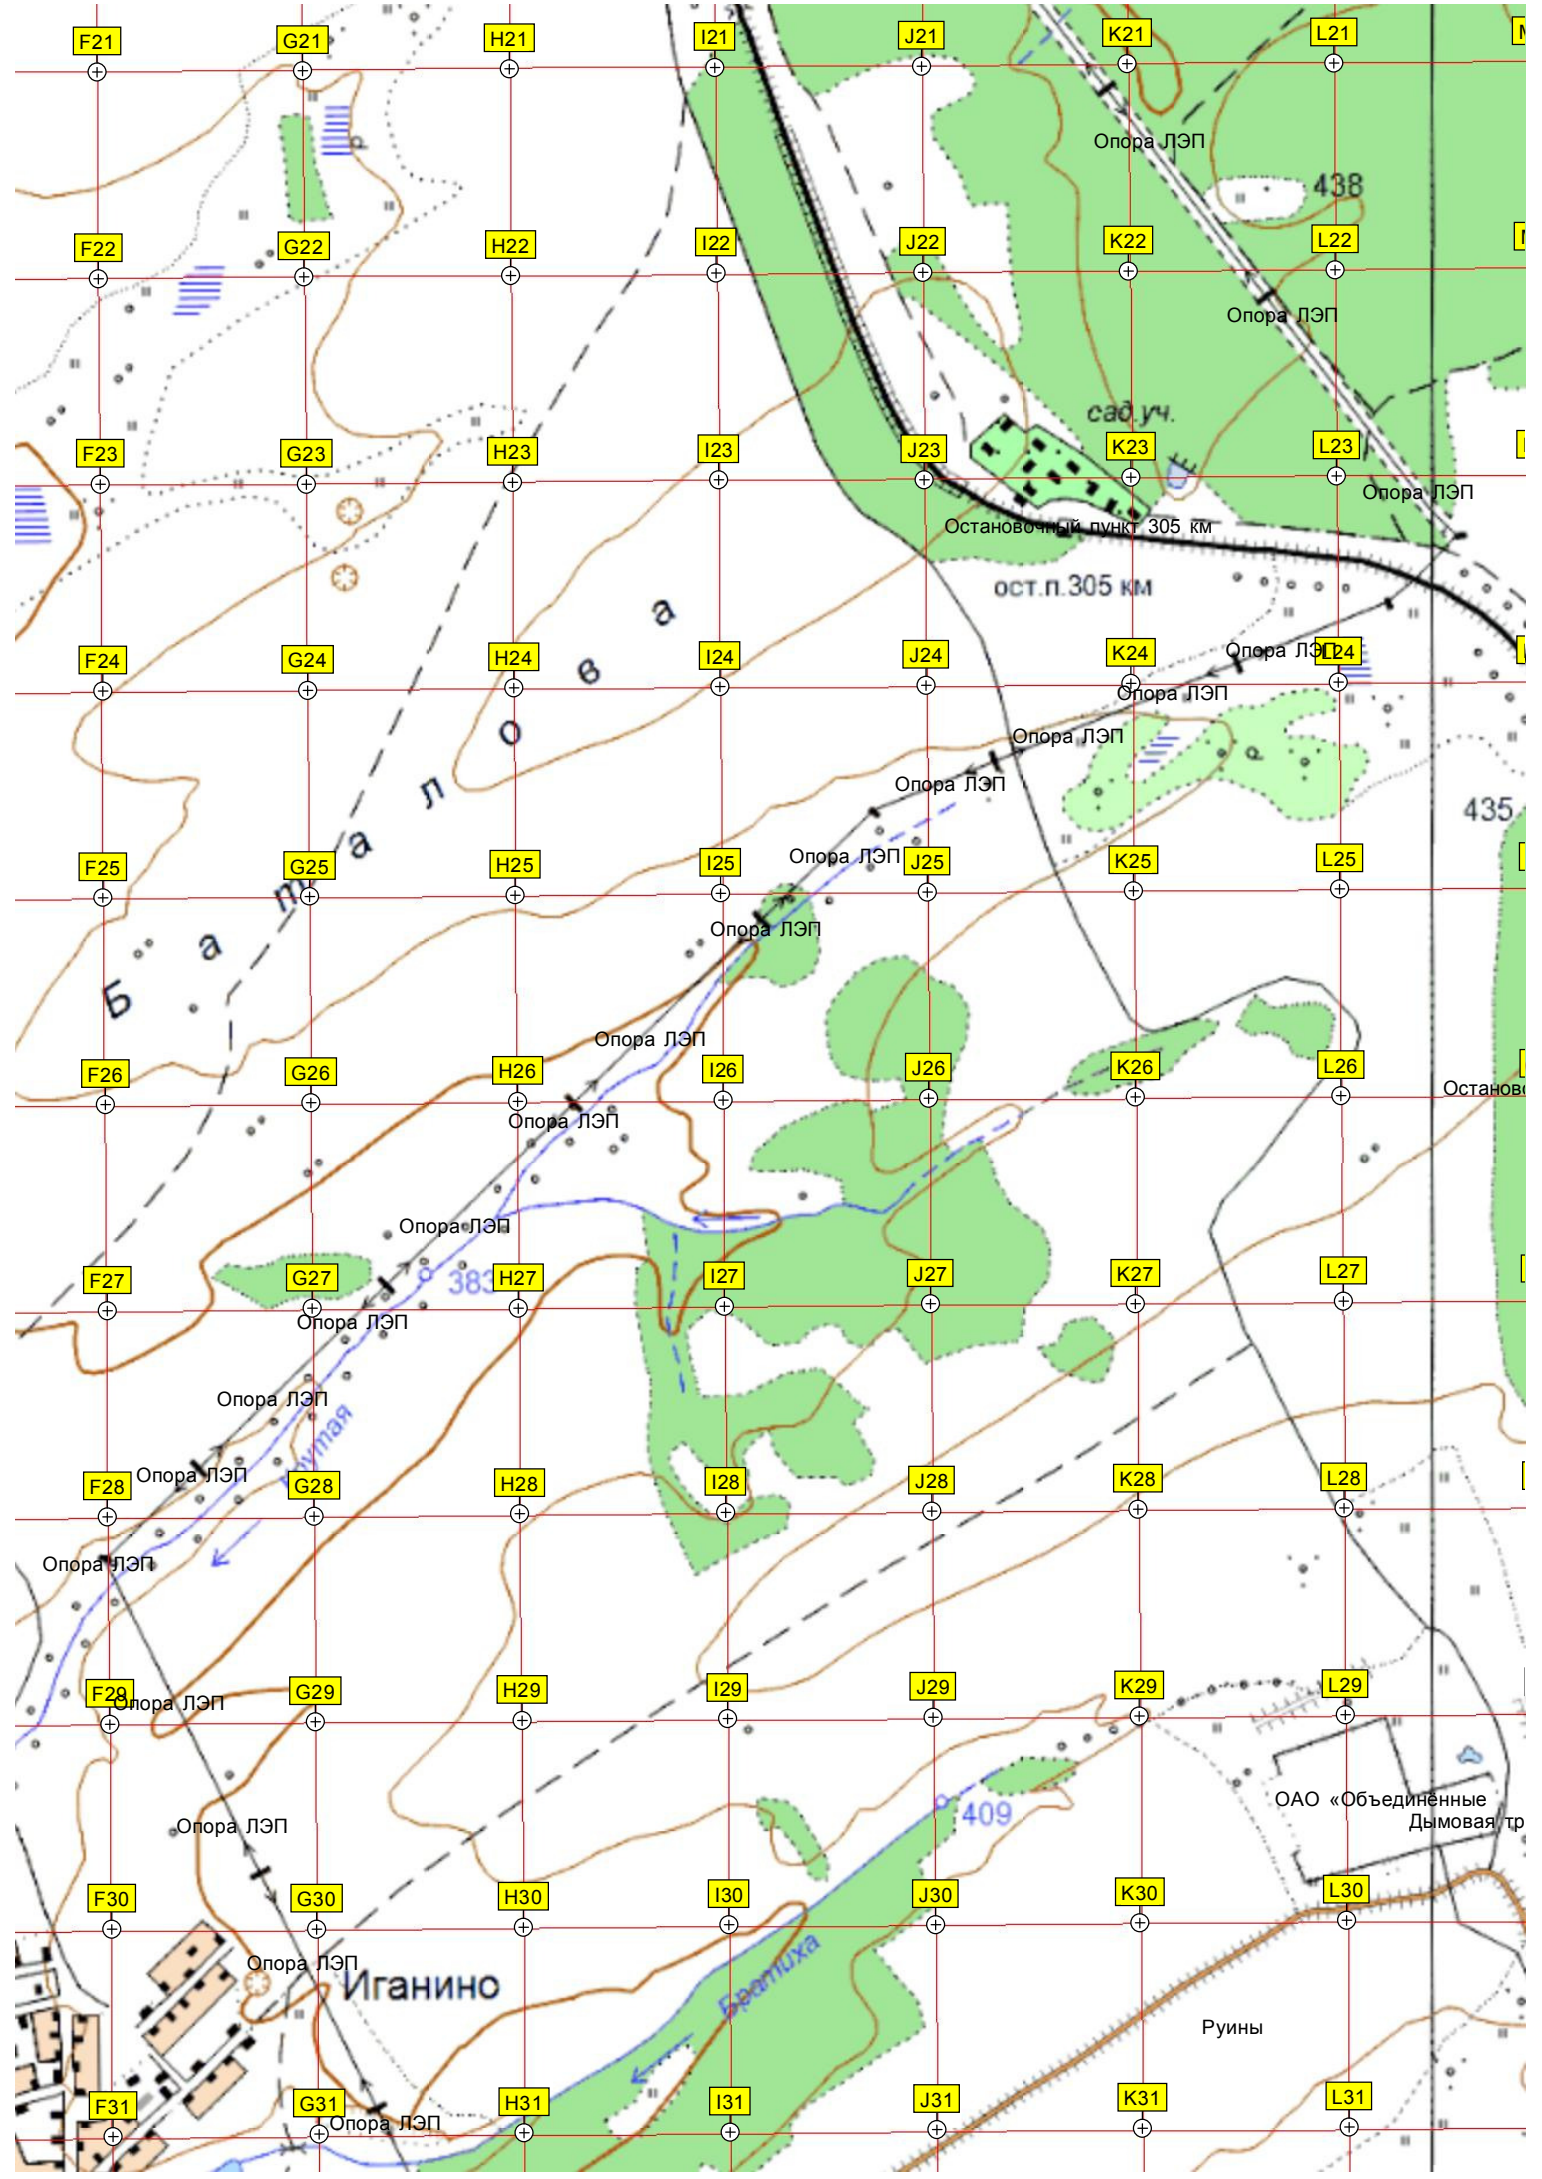 F21 G21 H21 I21 J21 K21 L21
Опора ЛЭП
438
F22 G22 H22 I22 J22 K22 L22
Опора ЛЭП
сад.уч.
F23 G23 H23 I23 J23 K23 L23
Опора ЛЭП
Остановочный пункт 305 км
ост.п.305 км
F24 G24 H24 I24 J24 K24 L24
Опора ЛЭП
Опора ЛЭП
Опора ЛЭП
Опора ЛЭП
435
Баталова
Опора ЛЭП
F25 G25 H25 I25 J25 K25 L25
Опора ЛЭП
Опора ЛЭП
F26 G26 H26 I26 J26 K26 L26
Останово
Опора ЛЭП
Опора ЛЭП
383
F27 G27 H27 I27 J27 K27 L27
Опора ЛЭП
Опора ЛЭП
Опора ЛЭП
F28 G28 H28 I28 J28 K28 L28
Опора ЛЭП
F29 G29 H29 I29 J29 K29 L29
Опора ЛЭП
ОАО «Объединённые
409
Дымовая тр
Опора ЛЭП
F30 G30 H30 I30 J30 K30 L30
Опора ЛЭП
Братиха
Иганино
Руины
F31 G31 H31 I31 J31 K31 L31
Опора ЛЭП